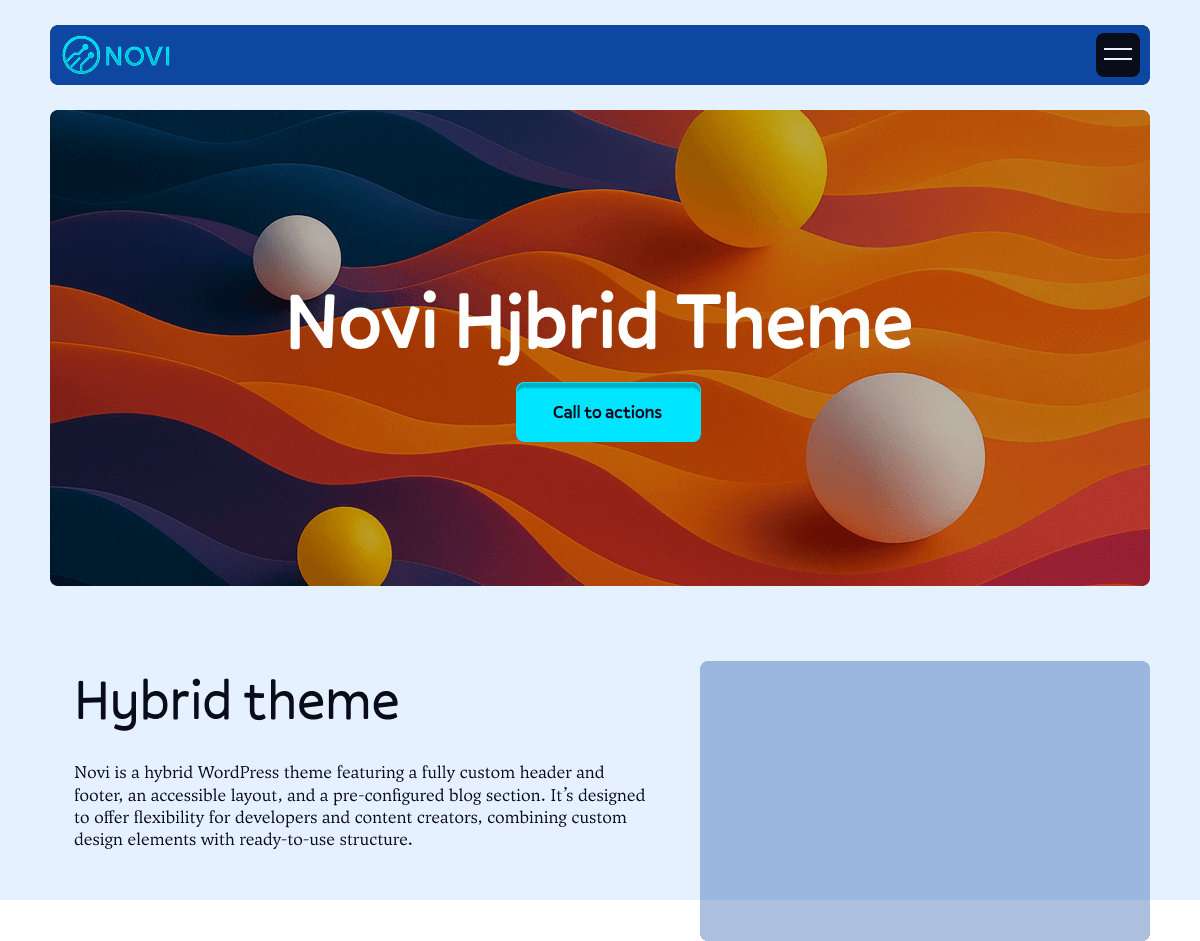 NOVI
Novi Hjbrid Theme
Call to actions
Hybrid theme
Novi is a hybrid WordPress theme featuring a fully custom header and
footer, an accessible layout, and a pre-configured blog section. It’s designed
to offer flexibility for developers and content creators, combining custom
design elements with ready-to-use structure.